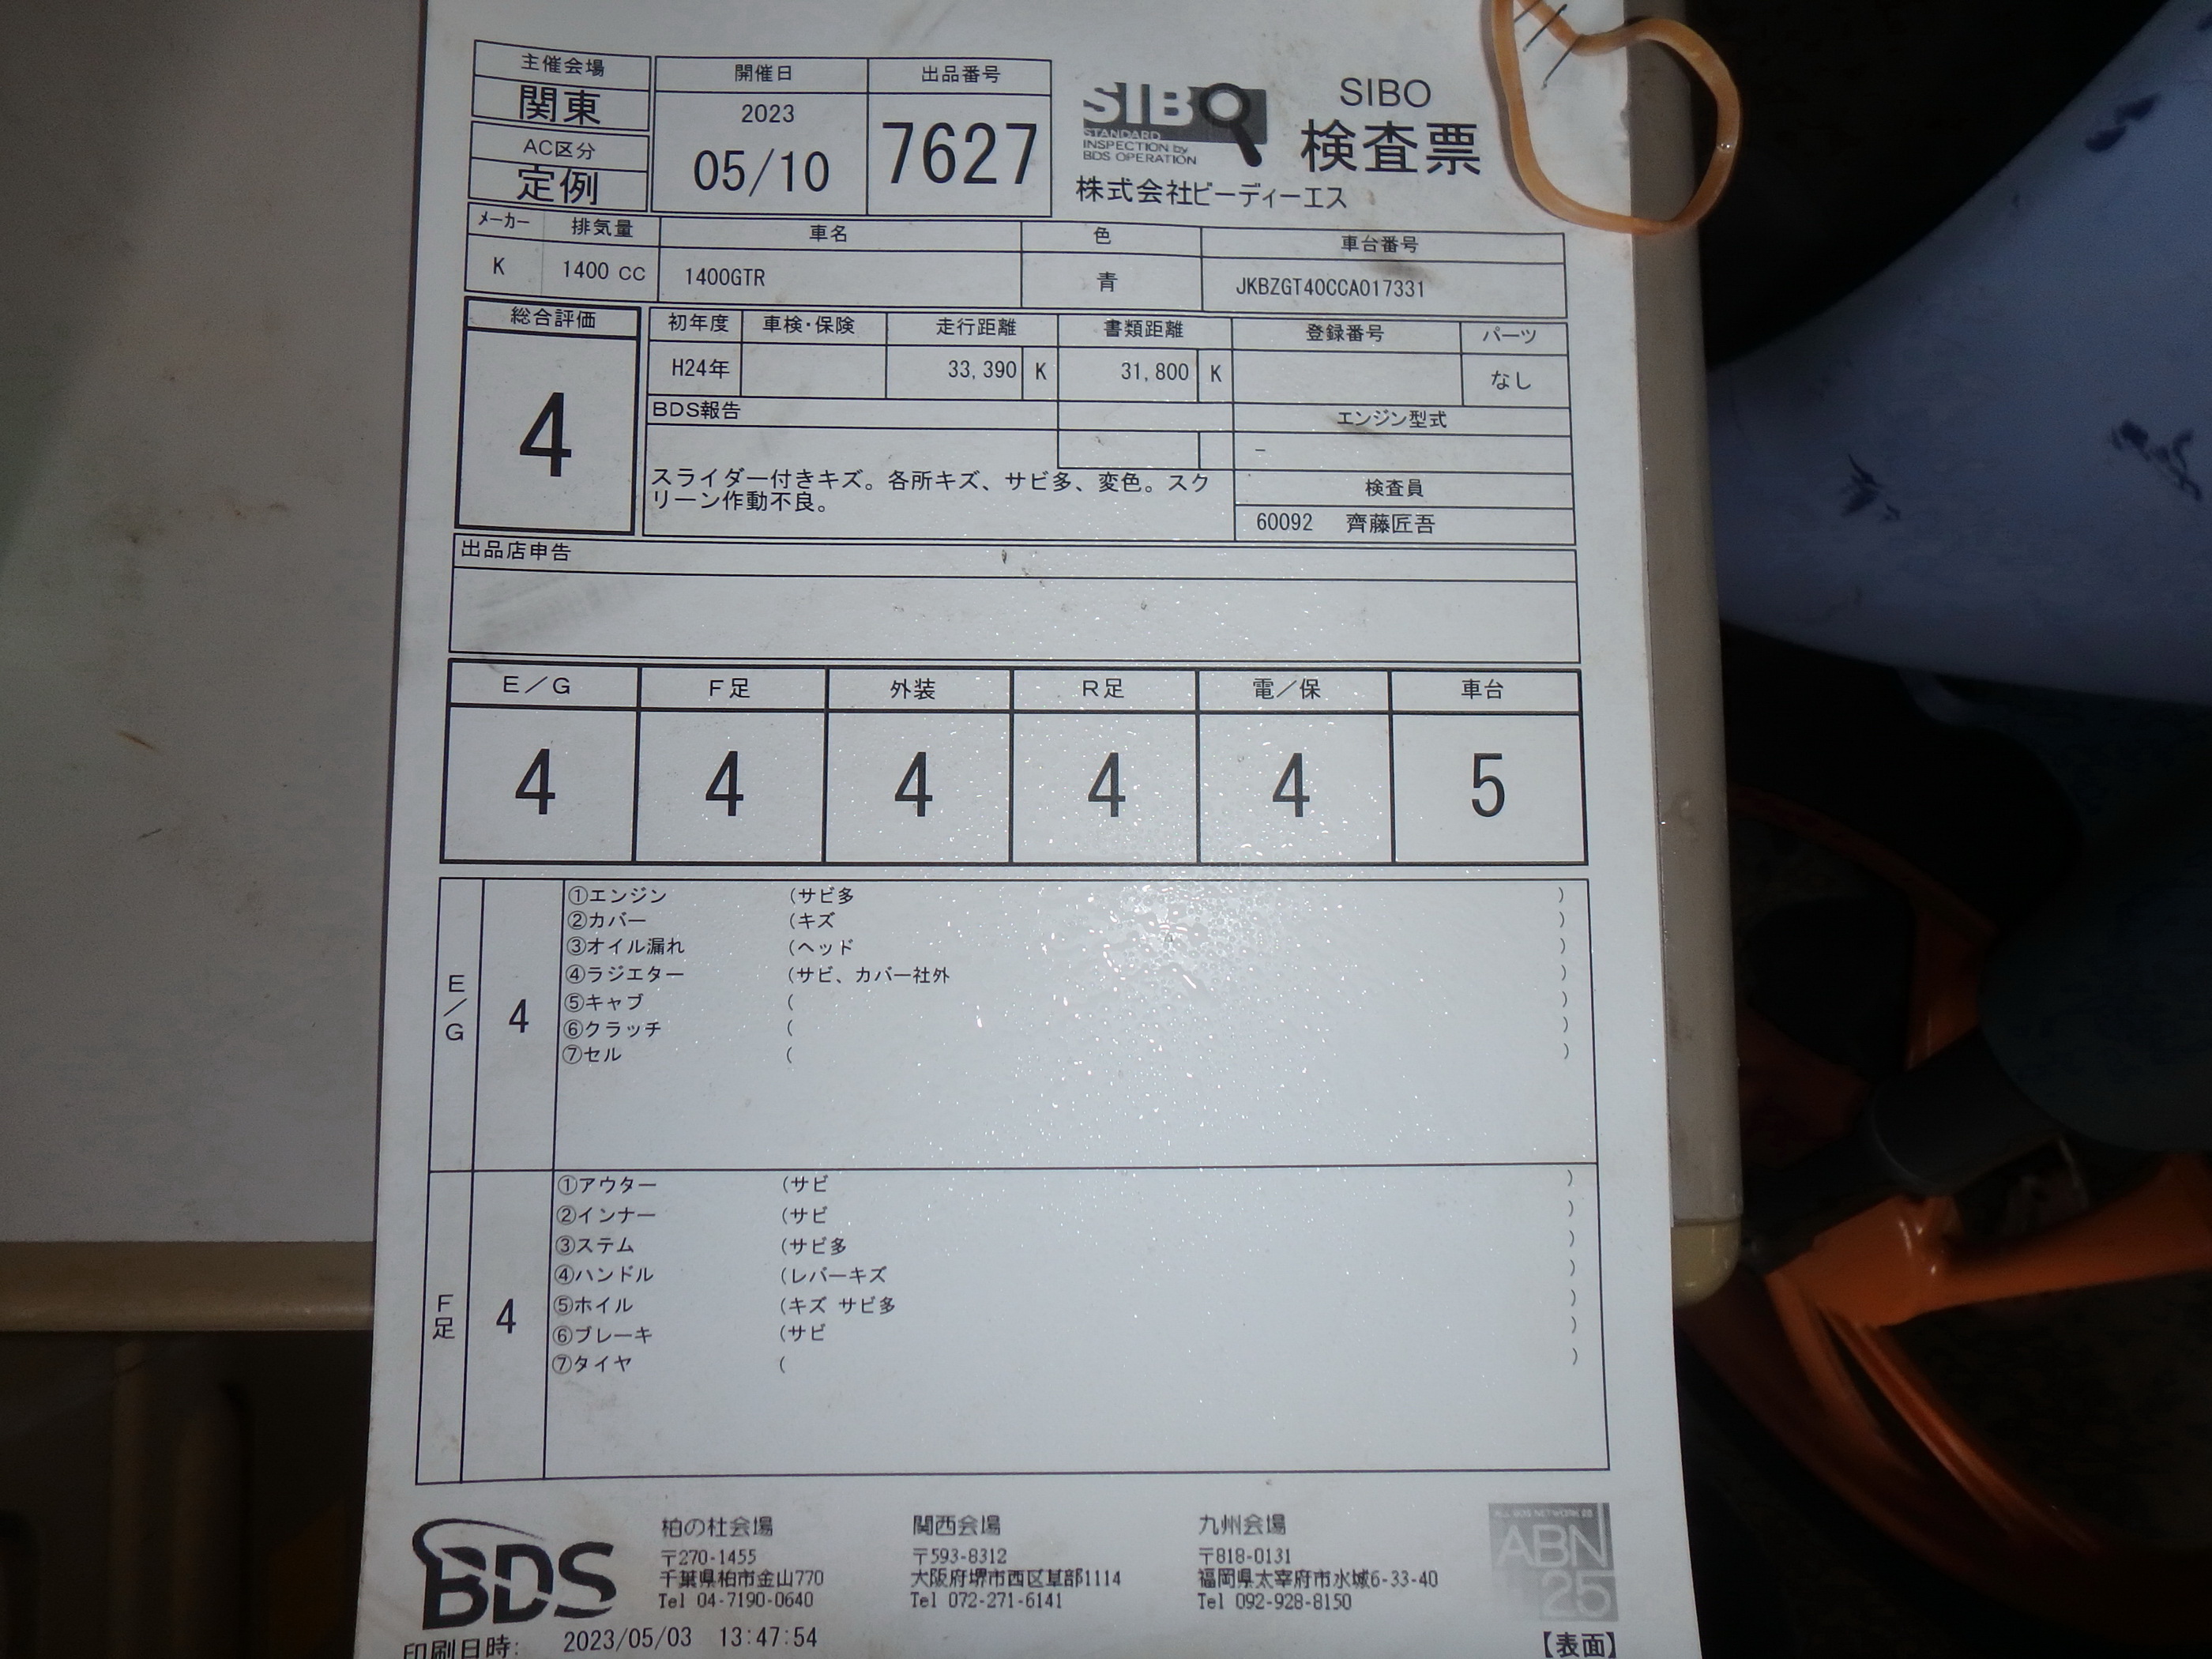 主催会場
関東
AC区分
定例
開催日
2023
05/10
出品番号
7627
SIBO
STANDARD
INSPECTION by
BDS OPERATION
SIBO
検査票
株式会社ビーディーエス
メーカー 排気量 車名 色 車台番号
K 1400 CC 1400GTR 青 JKBZGT40CCA017331
総合評価
4
初年度 車検・保険 走行距離 書類距離 登録番号 パーツ
H24年 33,390 K 31,800 K なし
BDS報告
スライダー付きキズ。各所キズ、サビ多、変色。スク
リーン作動不良。
エンジン型式
−
検査員
60092 齊藤匠吾
出品店申告
E/G F足 外装 R足 電/保 車台
4 4 4 4 4 5
E/G
4
①エンジン (サビ多 )
②カバー (キズ )
③オイル漏れ (ヘッド )
④ラジエター (サビ、カバー社外 )
⑤キャブ ( )
⑥クラッチ ( )
⑦セル ( )
F足
4
①アウター (サビ )
②インナー (サビ )
③ステム (サビ多 )
④ハンドル (レバーキズ )
⑤ホイル (キズ サビ多 )
⑥ブレーキ (サビ )
⑦タイヤ ( )
BDS
柏の杜会場
〒270-1455
千葉県柏市金山770
Tel 04-7190-0640
関西会場
〒593-8312
大阪府堺市西区草部1114
Tel 072-271-6141
九州会場
〒818-0131
福岡県太宰府市水城6-33-40
Tel 092-928-8150
ABN
25
印刷日時: 2023/05/03 13:47:54
【表面】